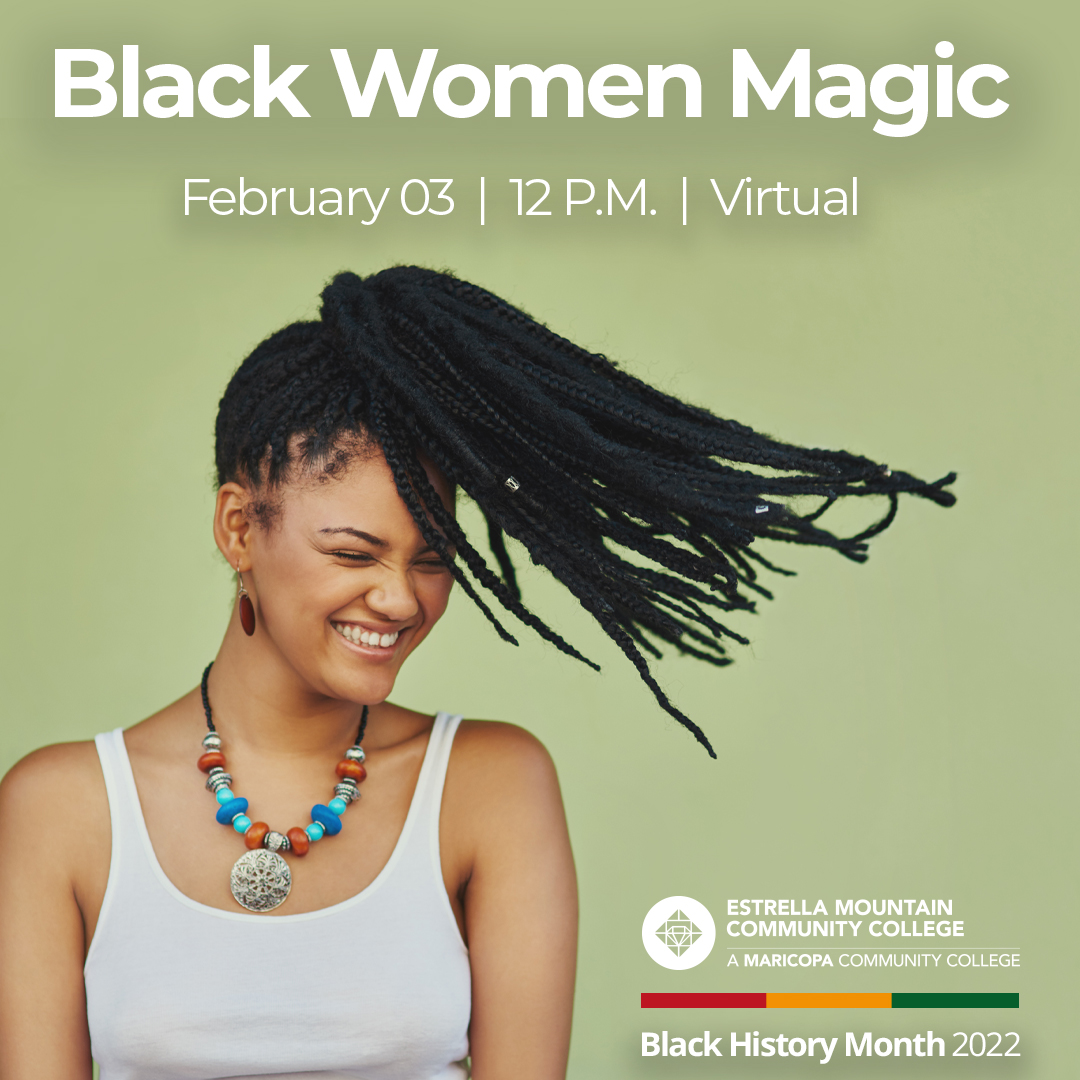 Black Women Magic
February 03 | 12 P.M. | Virtual
ESTRELLA MOUNTAIN
COMMUNITY COLLEGE
A MARICOPA COMMUNITY COLLEGE
Black History Month 2022